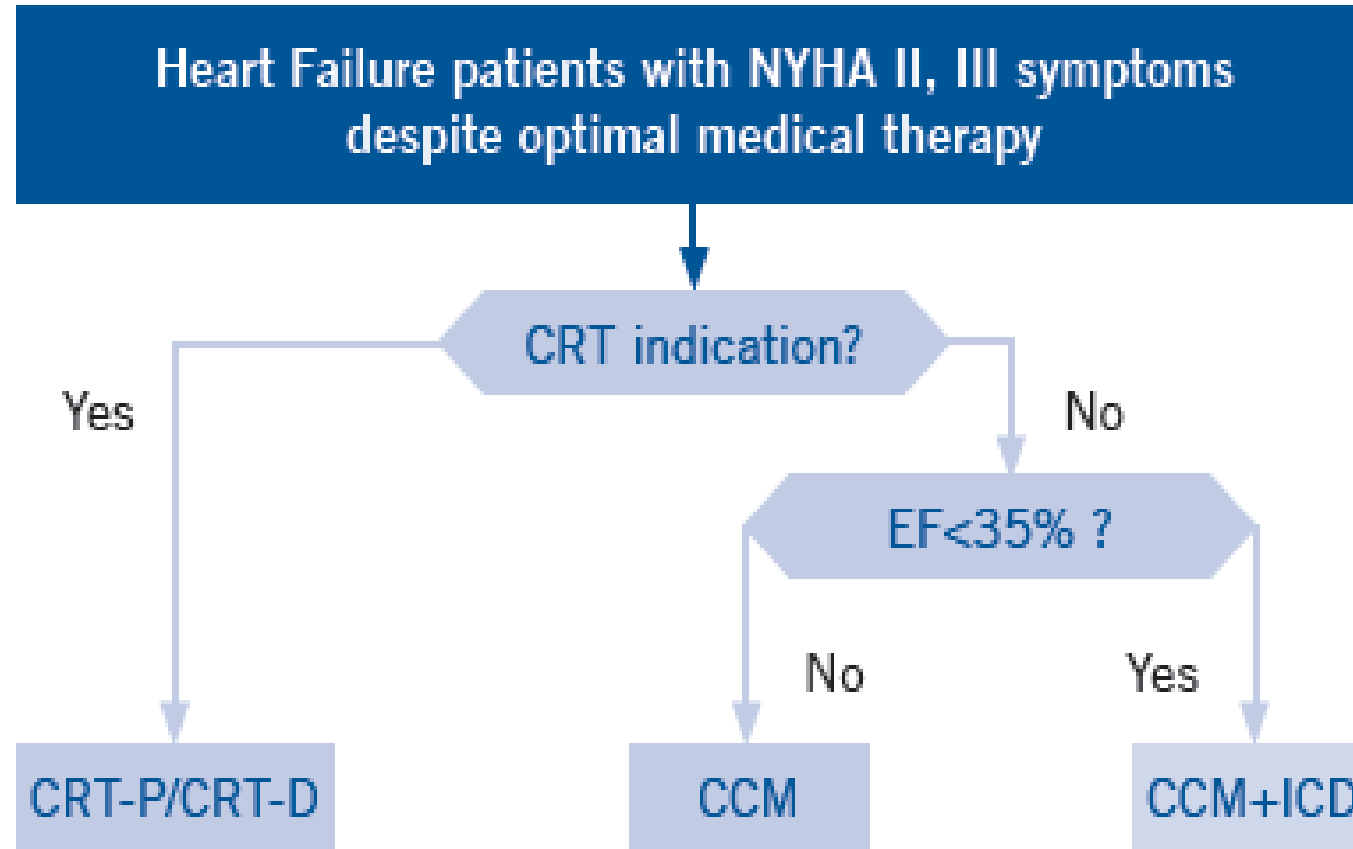 Heart Failure patients with NYHA II, III symptoms
despite optimal medical therapy
CRT indication?
Yes
No
EF<35% ?
No
Yes
CRT-P/CRT-D
CCM
CCM+ICD